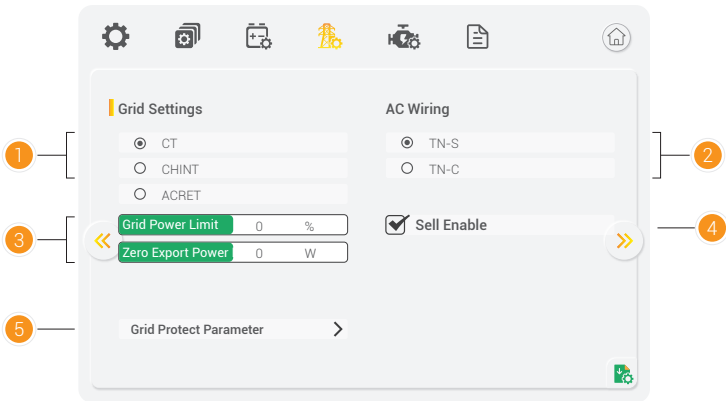 Grid Settings
AC Wiring
1
CT
CHINT
ACRET
TN-S
TN-C
2
3
Grid Power Limit 0 %
Zero Export Power 0 W
Sell Enable
4
5
Grid Protect Parameter